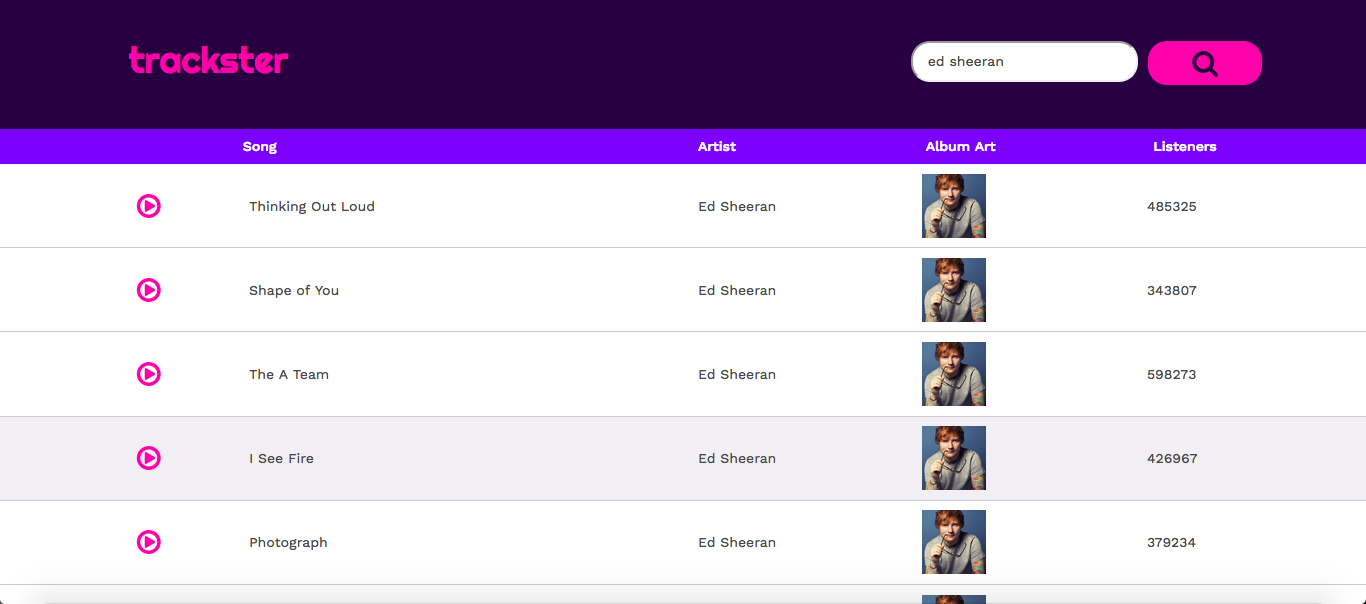 trackster
ed sheeran
Song Artist Album Art Listeners
Thinking Out Loud Ed Sheeran 485325
Shape of You Ed Sheeran 343807
The A Team Ed Sheeran 598273
I See Fire Ed Sheeran 426967
Photograph Ed Sheeran 379234